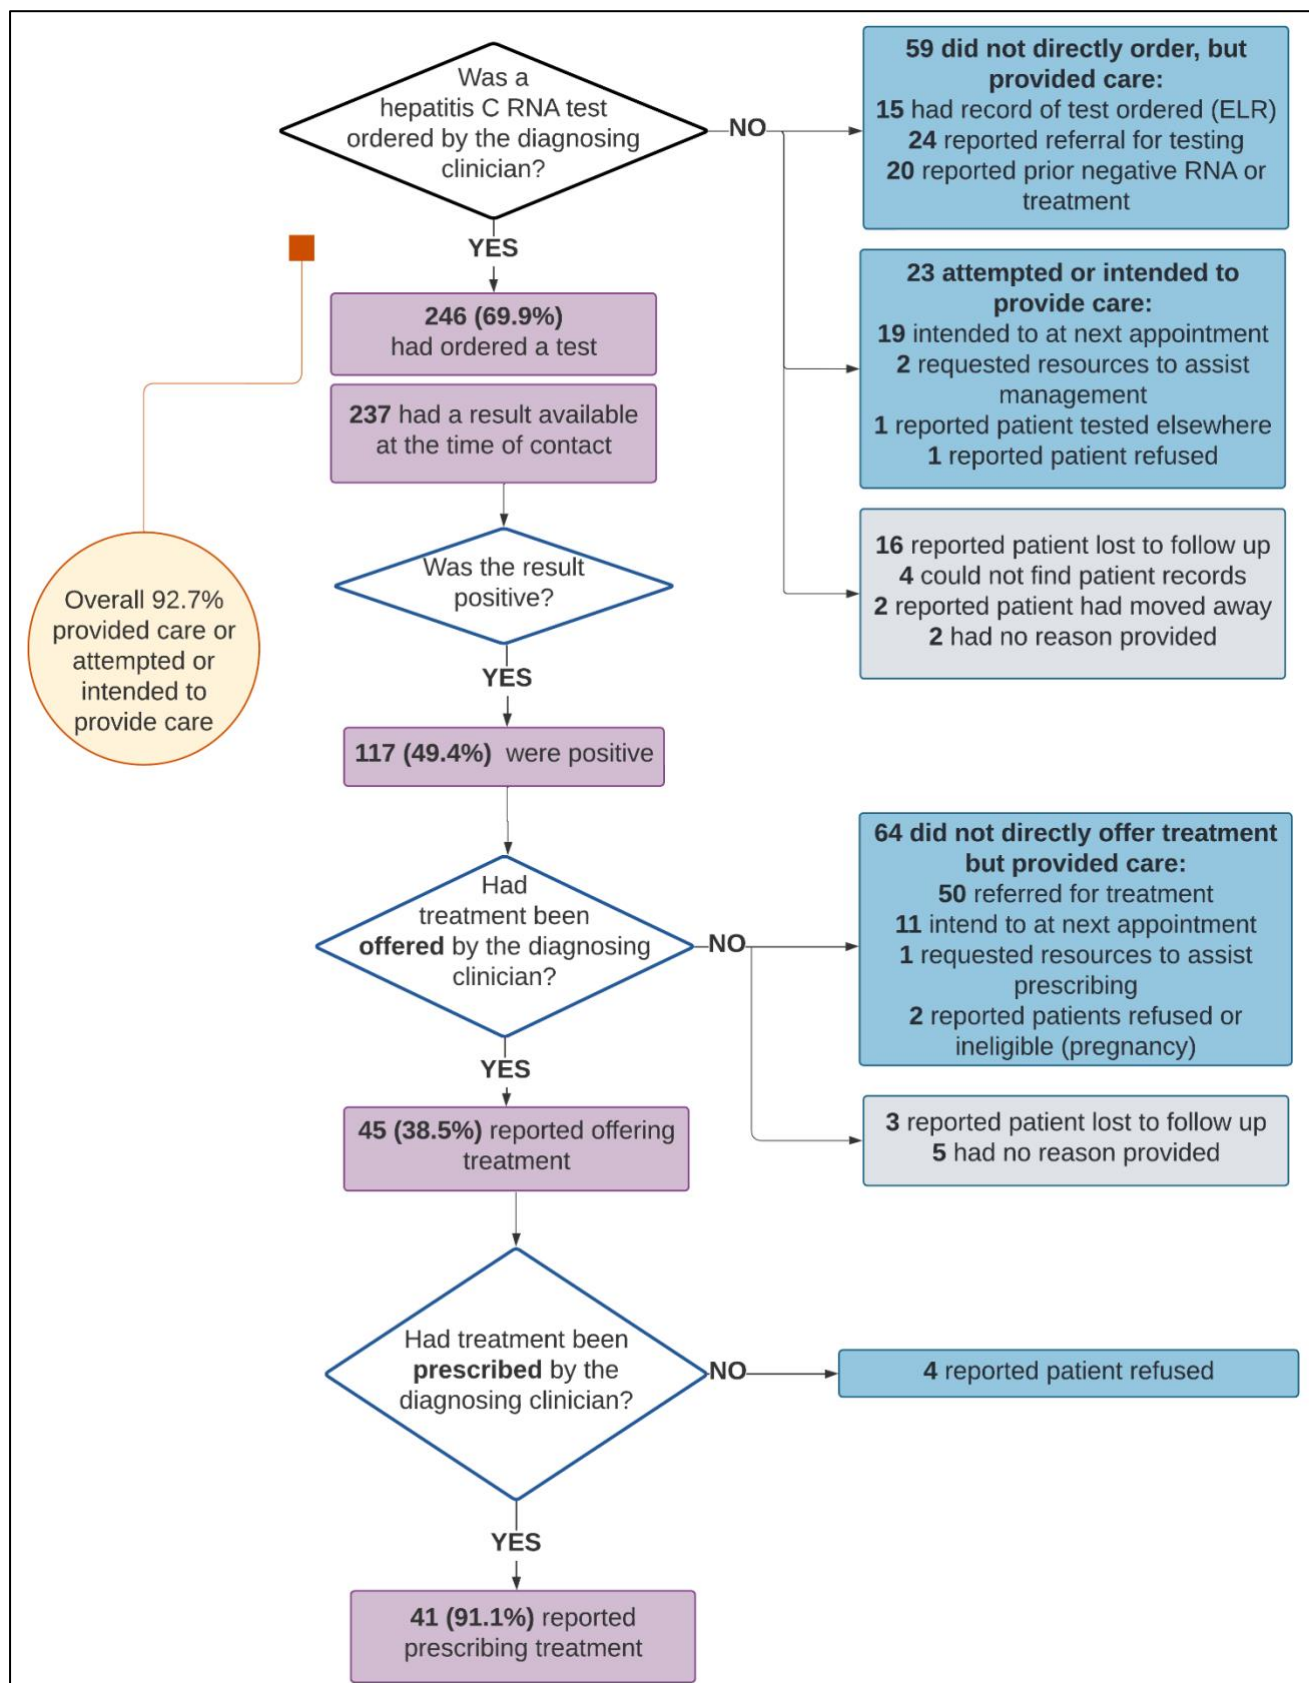 Was a
hepatitis C RNA test
ordered by the diagnosing
clinician?
NO
59 did not directly order, but
provided care:
15 had record of test ordered (ELR)
24 reported referral for testing
20 reported prior negative RNA or
treatment
YES
23 attempted or intended to
provide care:
19 intended to at next appointment
2 requested resources to assist
management
1 reported patient tested elsewhere
1 reported patient refused
246 (69.9%)
had ordered a test
237 had a result available
at the time of contact
16 reported patient lost to follow up
4 could not find patient records
2 reported patient had moved away
2 had no reason provided
Was the result
positive?
Overall 92.7%
provided care or
attempted or
intended to
provide care
YES
117 (49.4%) were positive
Had
treatment been
offered by the diagnosing
clinician?
NO
64 did not directly offer treatment
but provided care:
50 referred for treatment
11 intend to at next appointment
1 requested resources to assist
prescribing
2 reported patients refused or
ineligible (pregnancy)
YES
3 reported patient lost to follow up
5 had no reason provided
45 (38.5%) reported offering
treatment
Had treatment been
prescribed by the
diagnosing clinician?
NO
4 reported patient refused
YES
41 (91.1%) reported
prescribing treatment